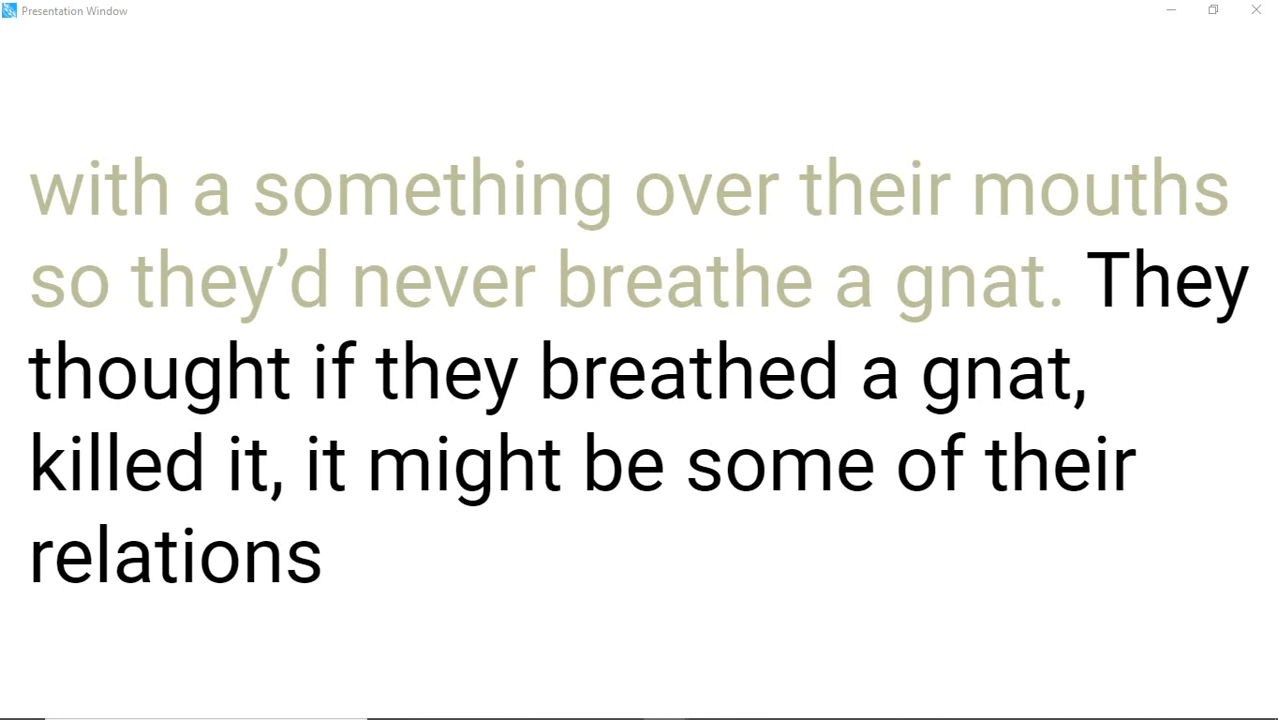 Presentation Window
with a something over their mouths
so they’d never breathe a gnat. They
thought if they breathed a gnat,
killed it, it might be some of their
relations